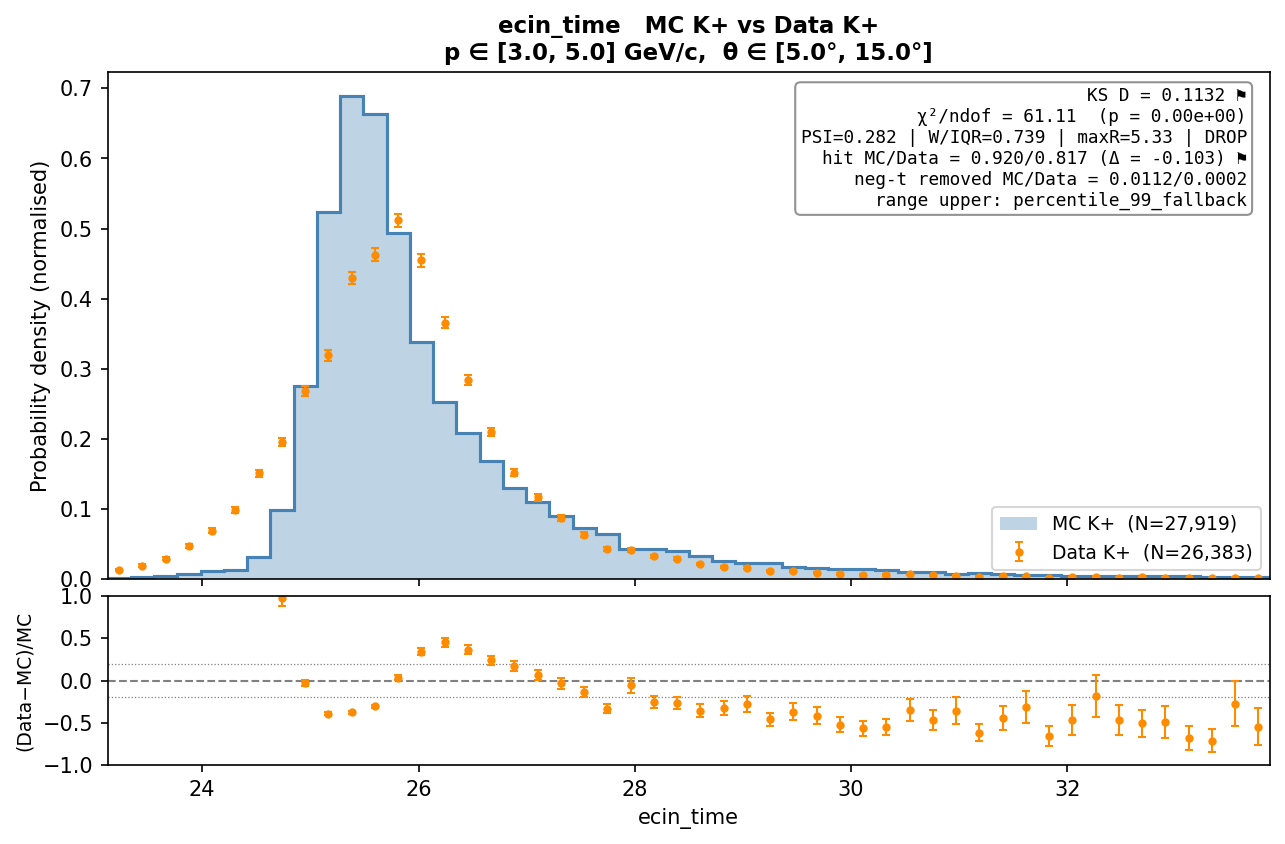 ecin_time   MC K+ vs Data K+
p ∈ [3.0, 5.0] GeV/c,  θ ∈ [5.0°, 15.0°]
KS D = 0.1132 ⚑
χ²/ndof = 61.11  (p = 0.00e+00)
PSI=0.282 | W/IQR=0.739 | maxR=5.33 | DROP
hit MC/Data = 0.920/0.817 (Δ = -0.103) ⚑
neg-t removed MC/Data = 0.0112/0.0002
range upper: percentile_99_fallback
Probability density (normalised)
0.7
0.6
0.5
0.4
0.3
0.2
0.1
0.0
MC K+  (N=27,919)
Data K+  (N=26,383)
(Data−MC)/MC
1.0
0.5
0.0
−0.5
−1.0
24
26
28
30
32
ecin_time